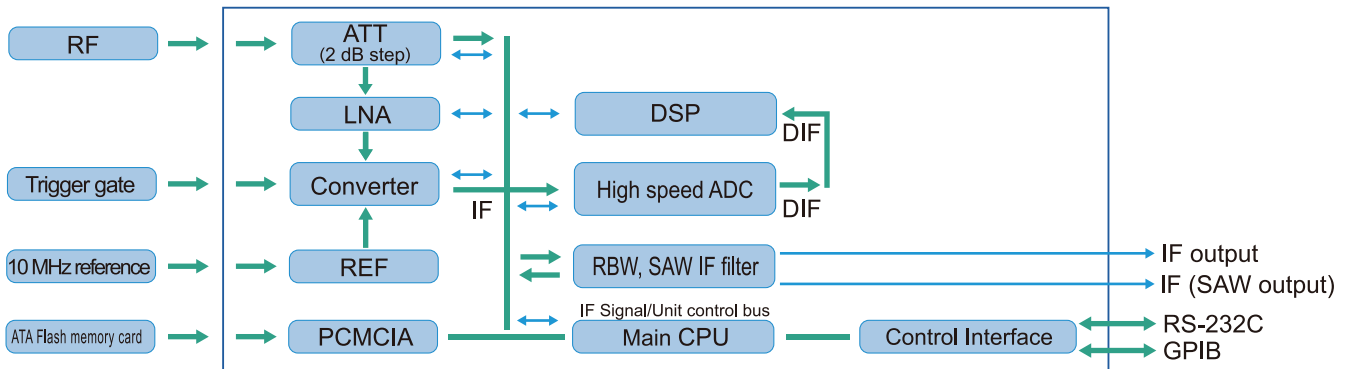 RF
ATT
(2 dB step)
LNA
DSP
DIF
Trigger gate
Converter
IF
High speed ADC
DIF
10 MHz reference
REF
RBW, SAW IF filter
IF output
IF (SAW output)
IF Signal/Unit control bus
ATA Flash memory card
PCMCIA
Main CPU
Control Interface
RS-232C
GPIB